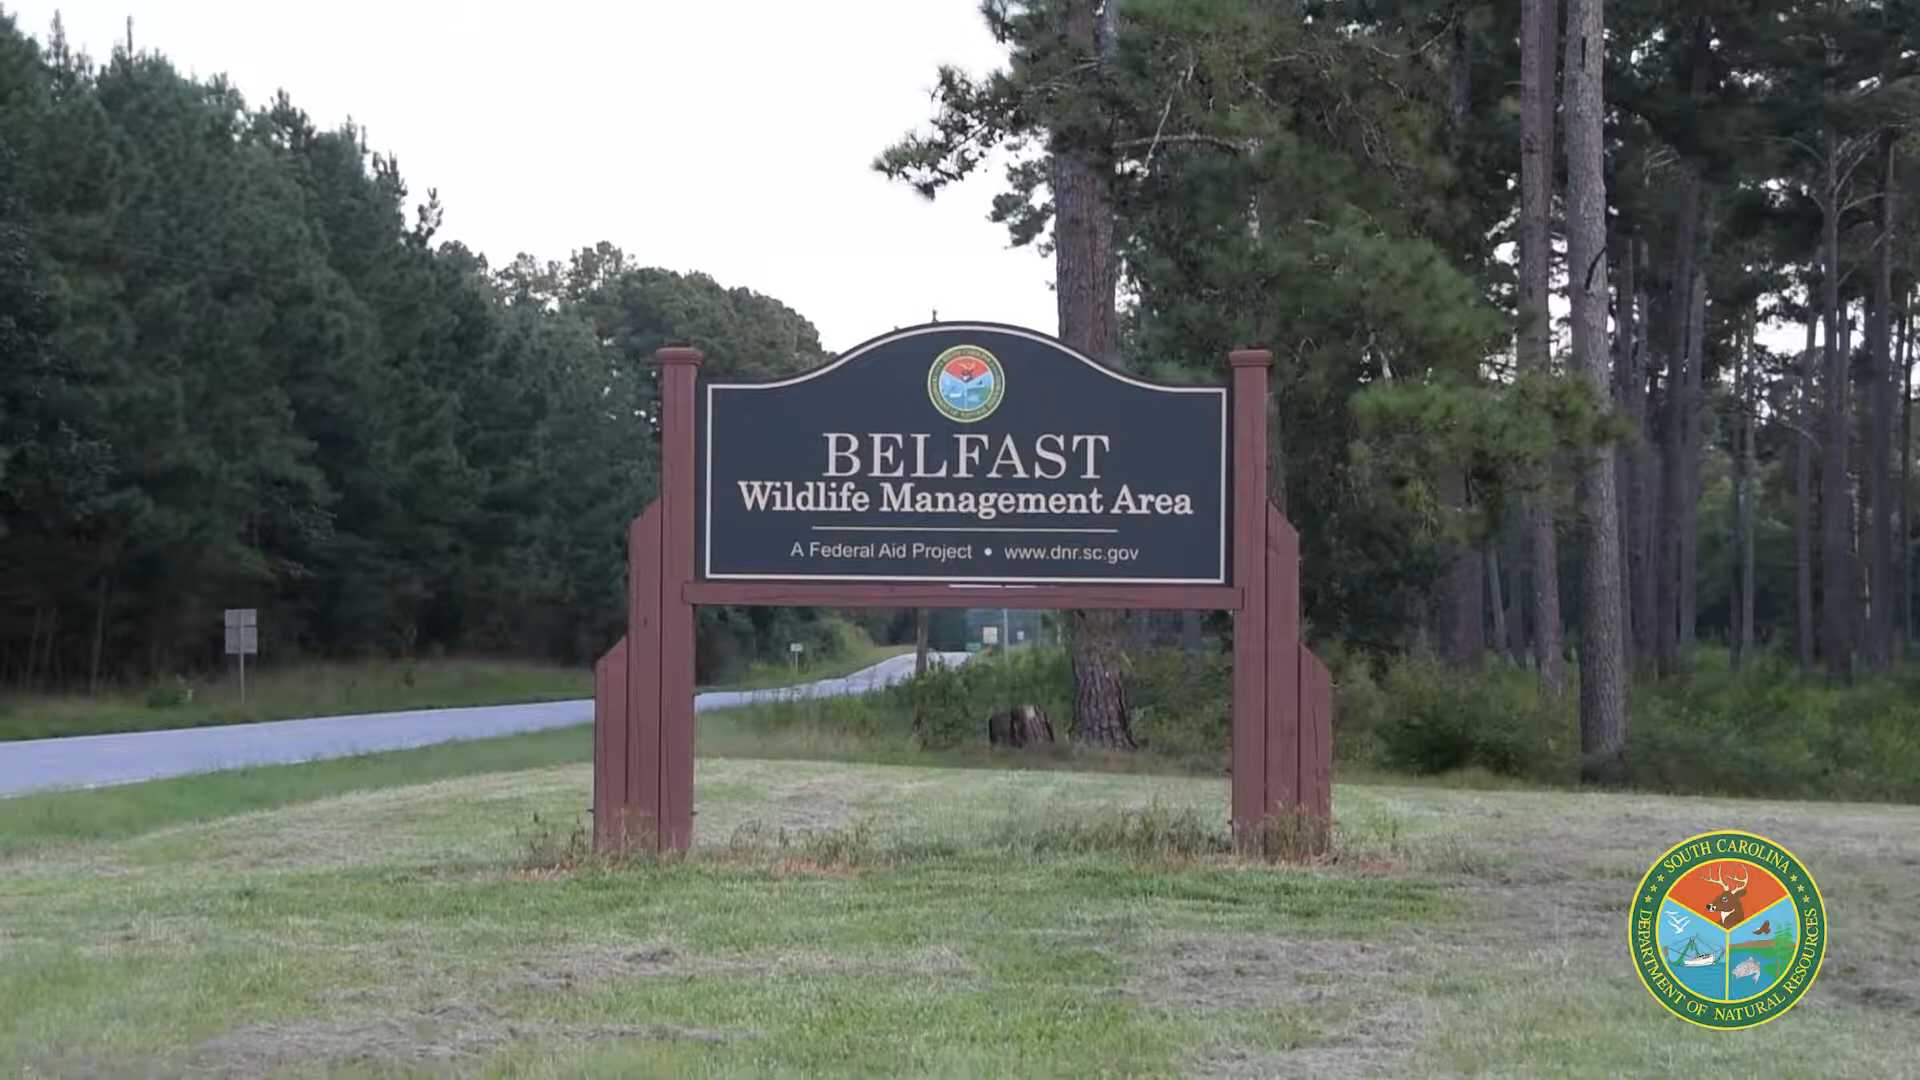 BELFAST
Wildlife Management Area
A Federal Aid Project • www.dnr.sc.gov
SOUTH CAROLINA
DEPARTMENT OF NATURAL RESOURCES